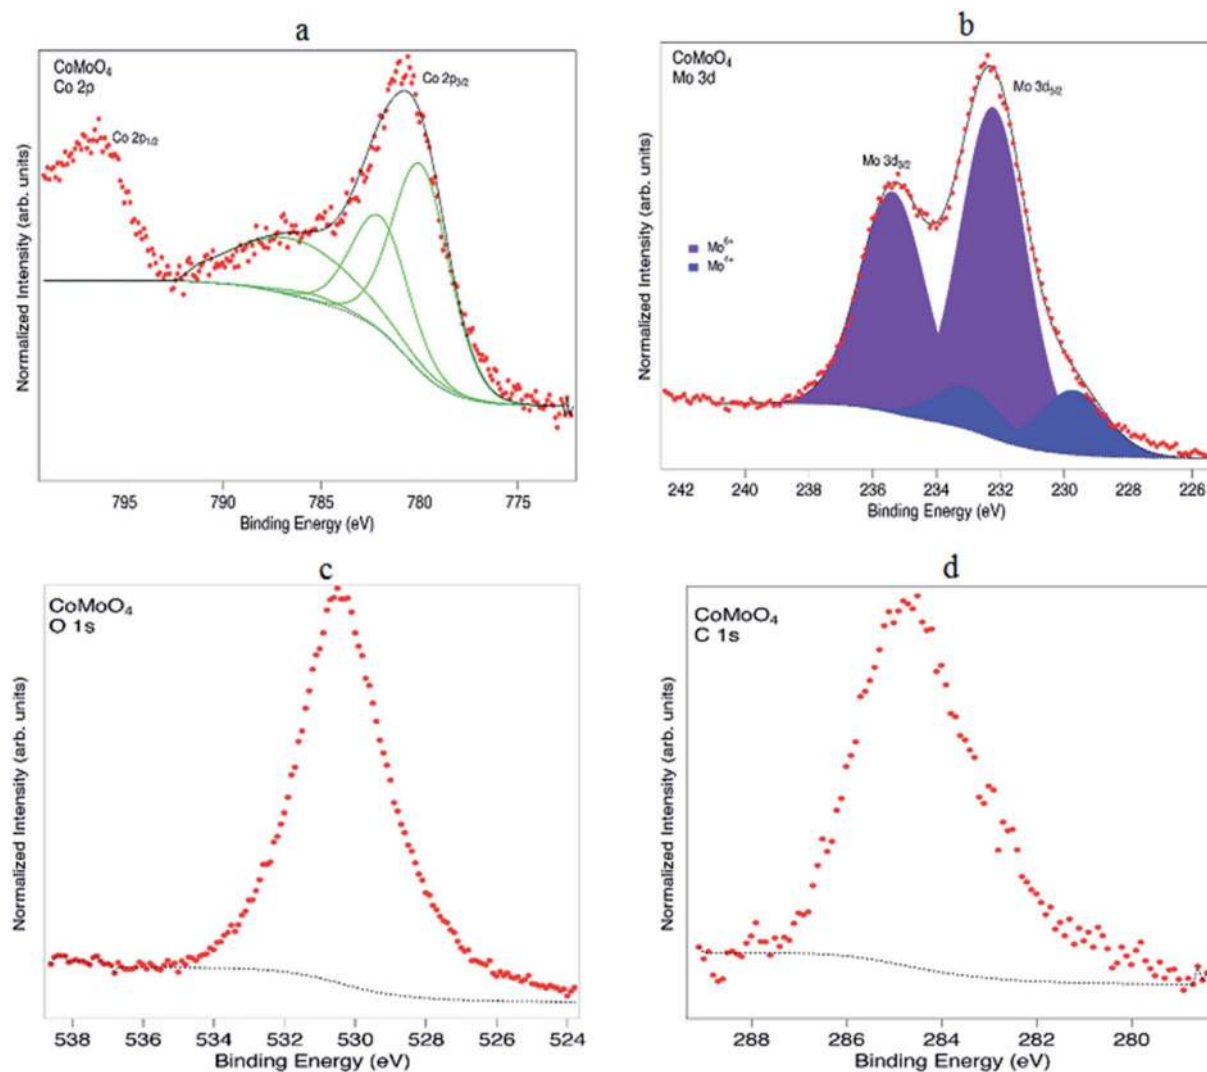 a
CoMoO₄
Co 2p
Co 2p₁/₂
Co 2p₃/₂
Normalized Intensity (arb. units)
795 790 785 780 775
Binding Energy (eV)
b
CoMoO₄
Mo 3d
Mo 3d₅/₂
Mo 3d₃/₂
Mo⁶⁺
Mo⁴⁺
Normalized Intensity (arb. units)
242 240 238 236 234 232 230 228 226
Binding Energy (eV)
c
CoMoO₄
O 1s
Normalized Intensity (arb. units)
538 536 534 532 530 528 526 524
Binding Energy (eV)
d
CoMoO₄
C 1s
Normalized Intensity (arb. units)
288 286 284 282 280
Binding Energy (eV)